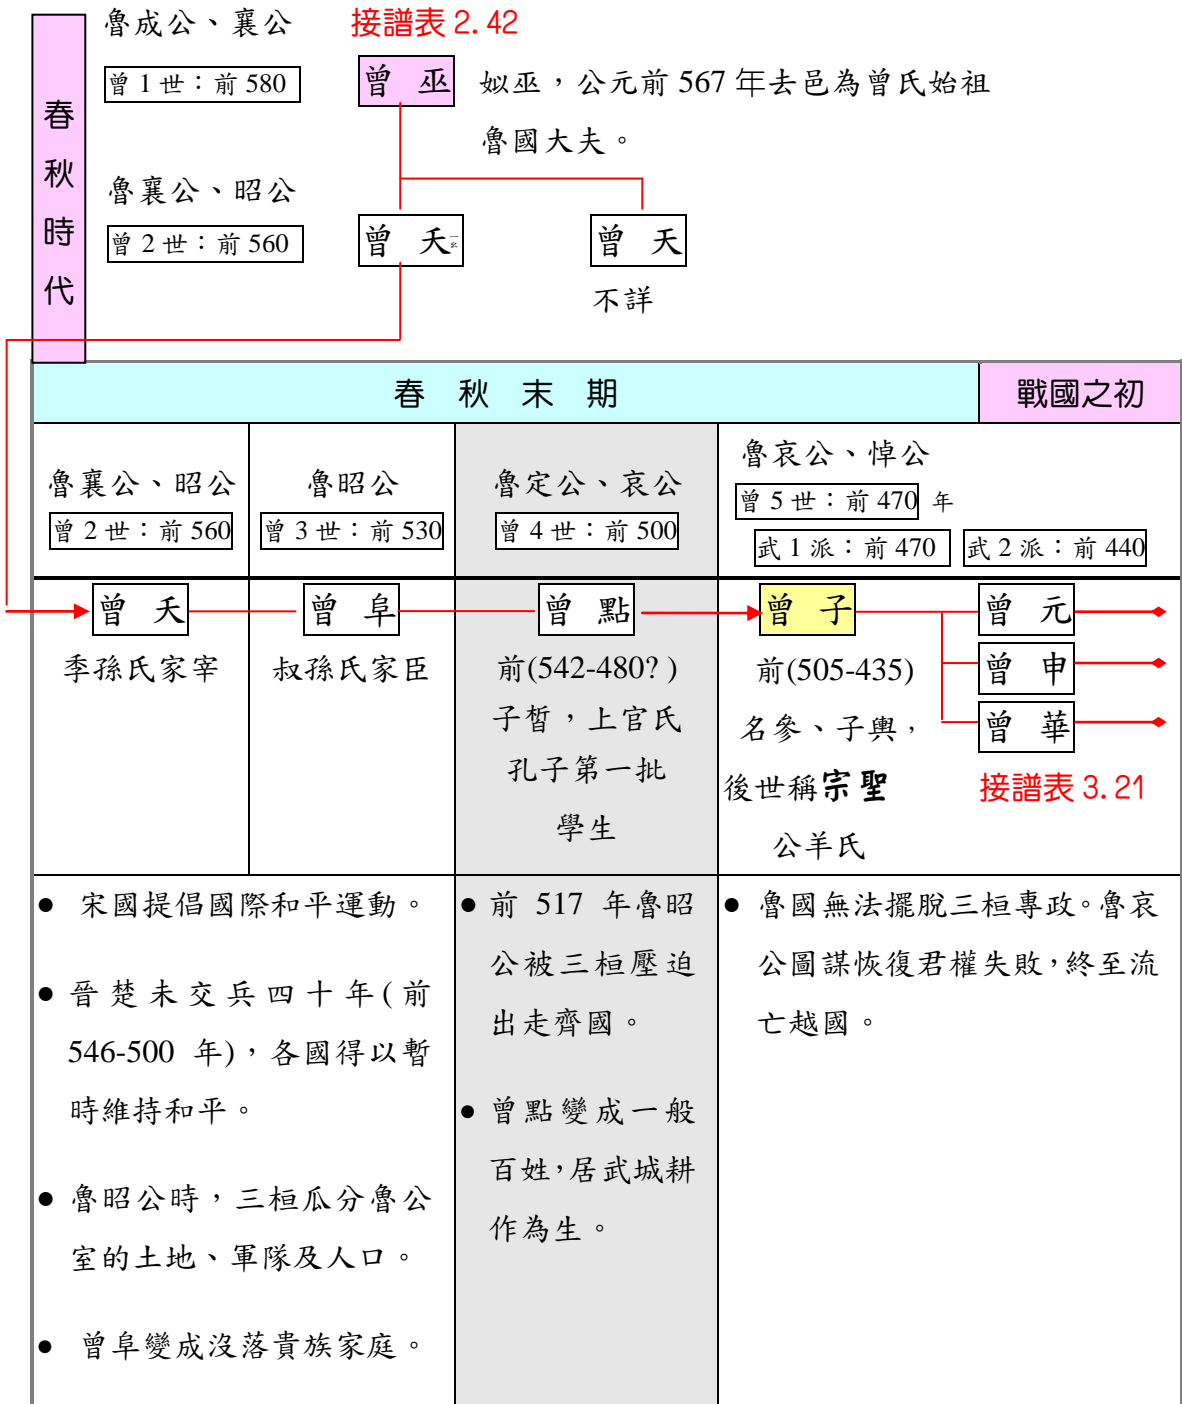 魯成公、襄公 接譜表 2.42
春秋時代
曾 1 世：前 580
曾 巫
姒巫，公元前 567 年去邑為曾氏始祖
魯國大夫。
魯襄公、昭公
曾 2 世：前 560
曾 夭
曾 天
不詳
春 秋 末 期
戰國之初
魯襄公、昭公
曾 2 世：前 560
魯昭公
曾 3 世：前 530
魯定公、哀公
曾 4 世：前 500
魯哀公、悼公
曾 5 世：前 470 年
武 1 派：前 470
武 2 派：前 440
曾 夭
季孫氏家宰
曾 阜
叔孫氏家臣
曾 點
前(542-480?)
子晳，上官氏
孔子第一批
學生
曾 子
前(505-435)
名參、子輿，
後世稱宗聖
公羊氏
曾 元
曾 申
曾 華
接譜表 3.21
● 宋國提倡國際和平運動。
● 晉楚未交兵四十年(前
546-500 年)，各國得以暫
時維持和平。
● 魯昭公時，三桓瓜分魯公
室的土地、軍隊及人口。
● 曾阜變成沒落貴族家庭。
● 前 517 年魯昭
公被三桓壓迫
出走齊國。
● 曾點變成一般
百姓，居武城耕
作為生。
● 魯國無法擺脫三桓專政。魯哀
公圖謀恢復君權失敗，終至流
亡越國。